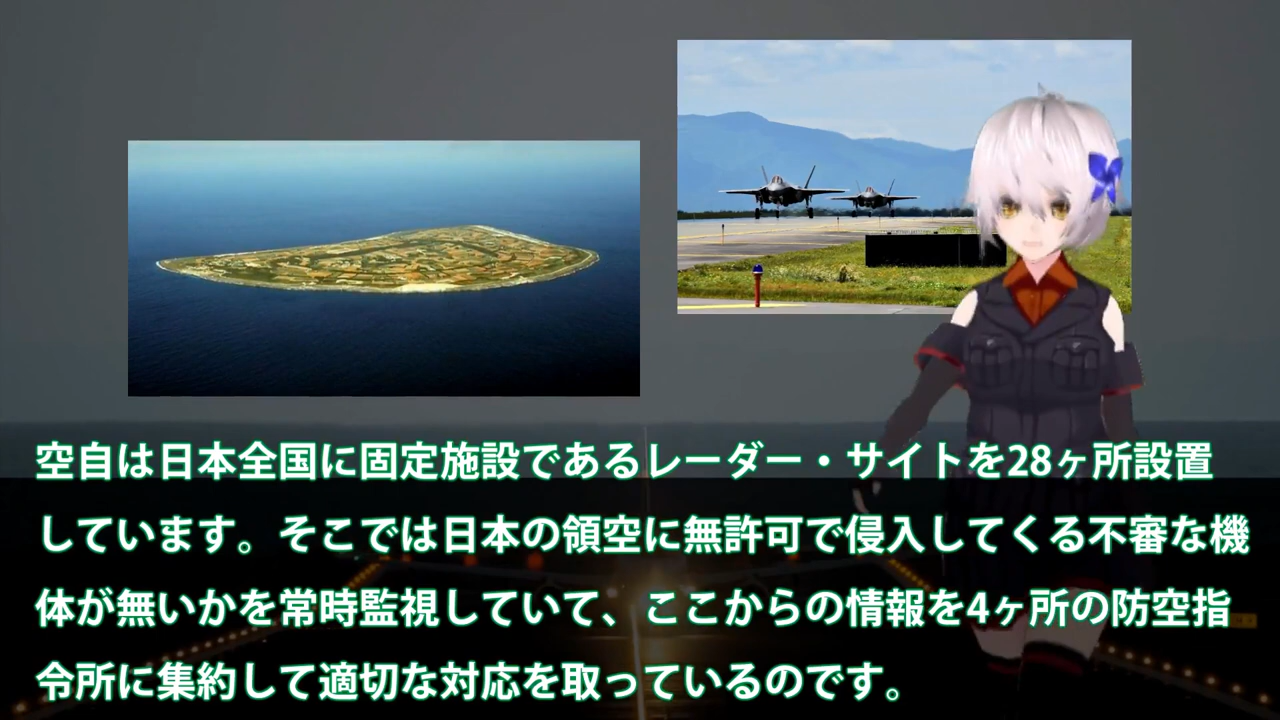 空自は日本全国に固定施設であるレーダー・サイトを28ヶ所設置
しています。そこでは日本の領空に無許可で侵入してくる不審な機
体が無いかを常時監視していて、ここからの情報を4ヶ所の防空指
令所に集約して適切な対応を取っているのです。